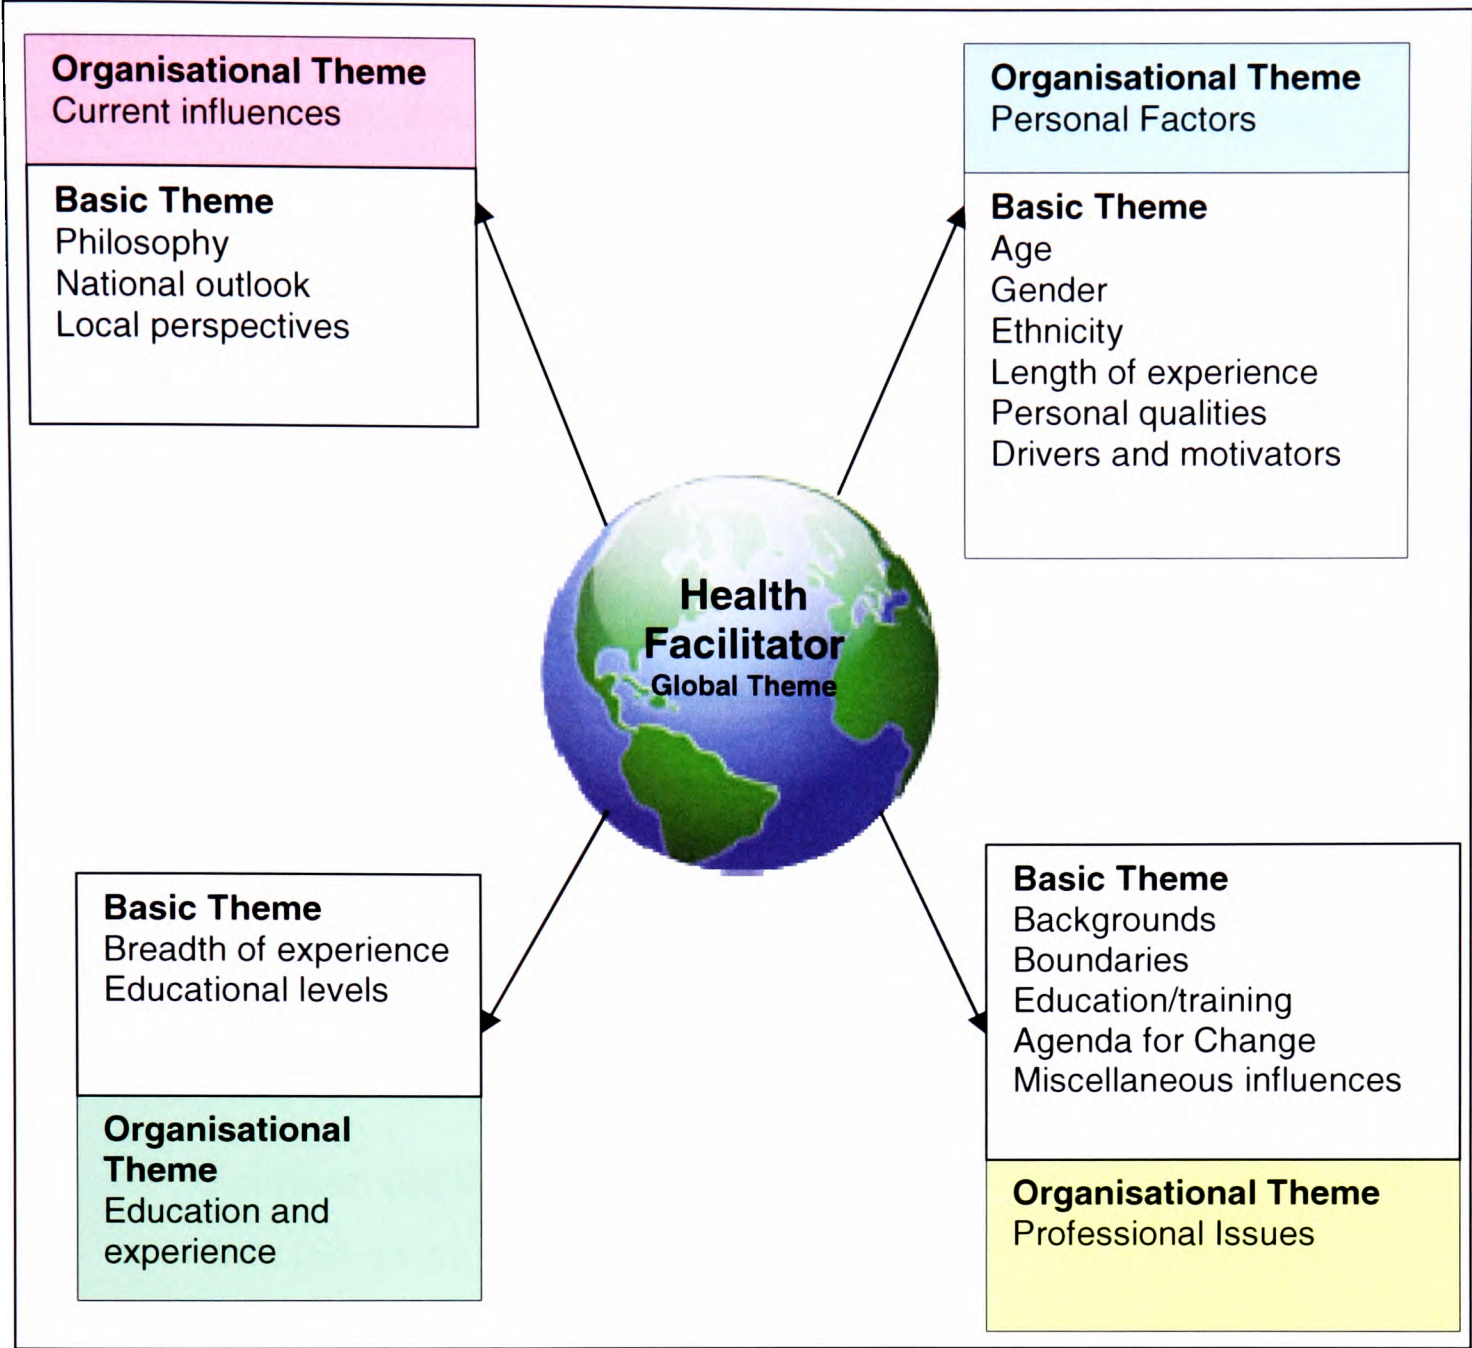 Organisational Theme
Current influences
Basic Theme
Philosophy
National outlook
Local perspectives
Organisational Theme
Personal Factors
Basic Theme
Age
Gender
Ethnicity
Length of experience
Personal qualities
Drivers and motivators
Health
Facilitator
Global Theme
Basic Theme
Breadth of experience
Educational levels
Organisational
Theme
Education and
experience
Basic Theme
Backgrounds
Boundaries
Education/training
Agenda for Change
Miscellaneous influences
Organisational Theme
Professional Issues